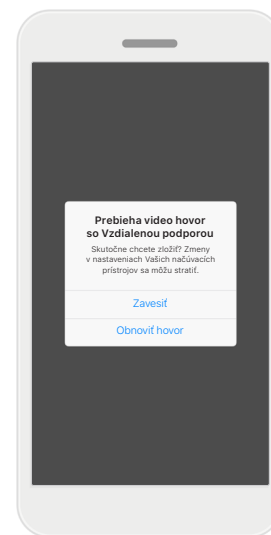 Prebieha video hovor
so Vzdialenou podporou
Skutočne chcete zložiť? Zmeny
v nastaveniach Vašich načúvacích
prístrojov sa môžu stratiť.
Zavesiť
Obnoviť hovor